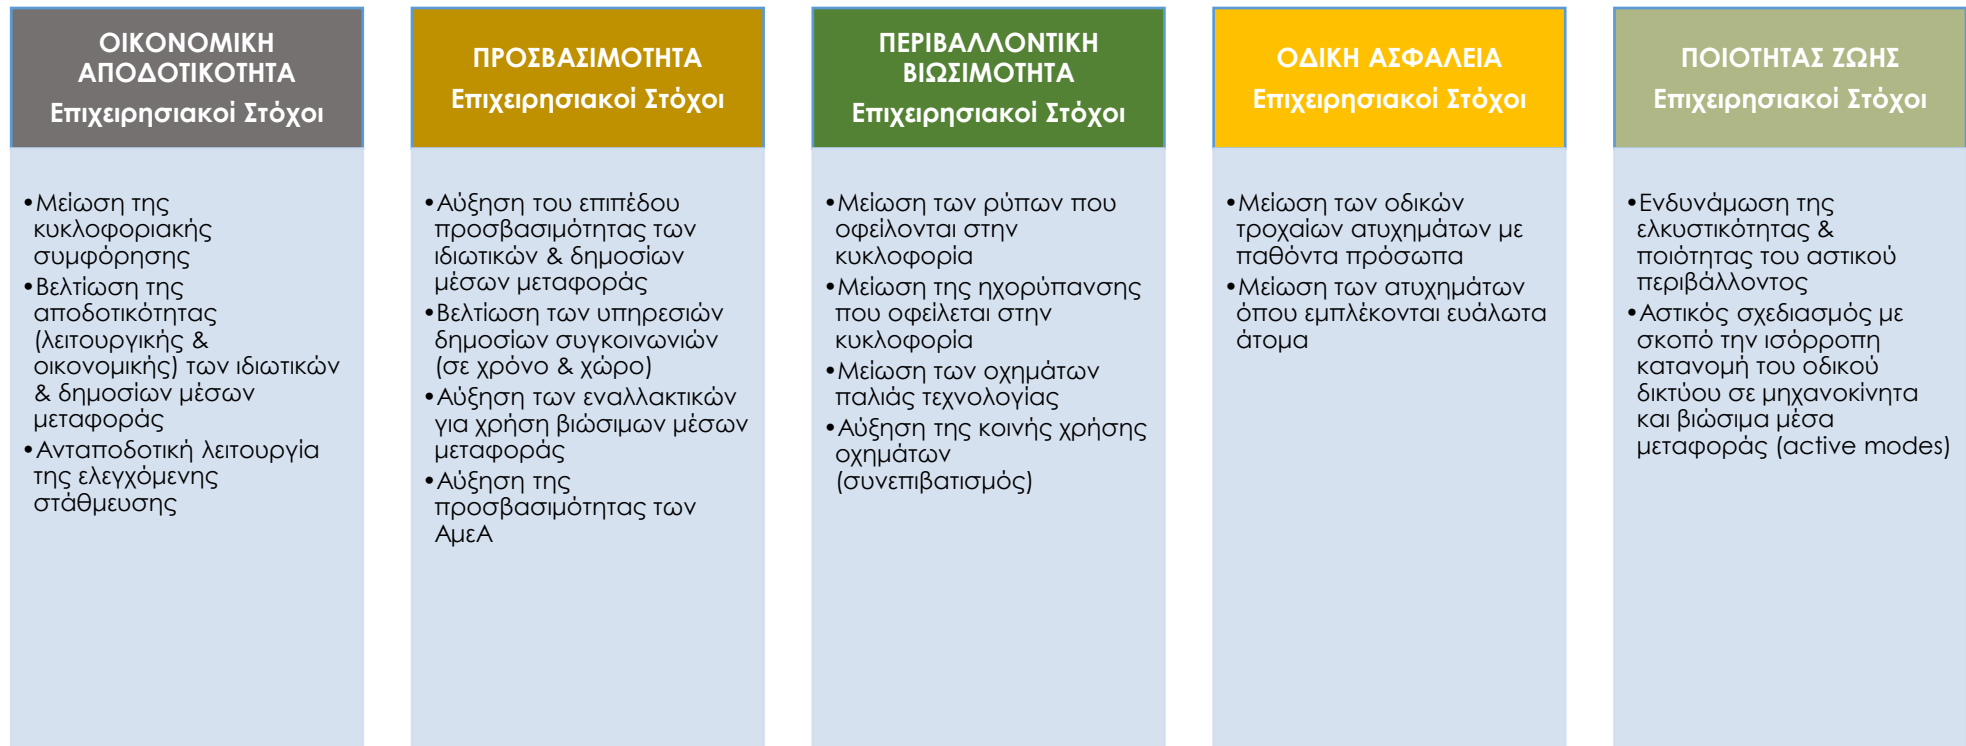 ΟΙΚΟΝΟΜΙΚΗ
ΑΠΟΔΟΤΙΚΟΤΗΤΑ
Επιχειρησιακοί Στόχοι
•Μείωση της
κυκλοφοριακής
συμφόρησης
•Βελτίωση της
αποδοτικότητας
(λειτουργικής &
οικονομικής) των ιδιωτικών
& δημοσίων μέσων
μεταφοράς
•Ανταποδοτική λειτουργία
της ελεγχόμενης
στάθμευσης
ΠΡΟΣΒΑΣΙΜΟΤΗΤΑ
Επιχειρησιακοί Στόχοι
•Αύξηση του επιπέδου
προσβασιμότητας των
ιδιωτικών & δημοσίων
μέσων μεταφοράς
•Βελτίωση των υπηρεσιών
δημοσίων συγκοινωνιών
(σε χρόνο & χώρο)
•Αύξηση των εναλλακτικών
για χρήση βιώσιμων μέσων
μεταφοράς
•Αύξηση της
προσβασιμότητας των
ΑμεΑ
ΠΕΡΙΒΑΛΛΟΝΤΙΚΗ
ΒΙΩΣΙΜΟΤΗΤΑ
Επιχειρησιακοί Στόχοι
•Μείωση των ρύπων που
οφείλονται στην
κυκλοφορία
•Μείωση της ηχορύπανσης
που οφείλεται στην
κυκλοφορία
•Μείωση των οχημάτων
παλιάς τεχνολογίας
•Αύξηση της κοινής χρήσης
οχημάτων
(συνεπιβατισμός)
ΟΔΙΚΗ ΑΣΦΑΛΕΙΑ
Επιχειρησιακοί Στόχοι
•Μείωση των οδικών
τροχαίων ατυχημάτων με
παθόντα πρόσωπα
•Μείωση των ατυχημάτων
όπου εμπλέκονται ευάλωτα
άτομα
ΠΟΙΟΤΗΤΑΣ ΖΩΗΣ
Επιχειρησιακοί Στόχοι
•Ενδυνάμωση της
ελκυστικότητας &
ποιότητας του αστικού
περιβάλλοντος
•Αστικός σχεδιασμός με
σκοπό την ισόρροπη
κατανομή του οδικού
δικτύου σε μηχανοκίνητα
και βιώσιμα μέσα
μεταφοράς (active modes)